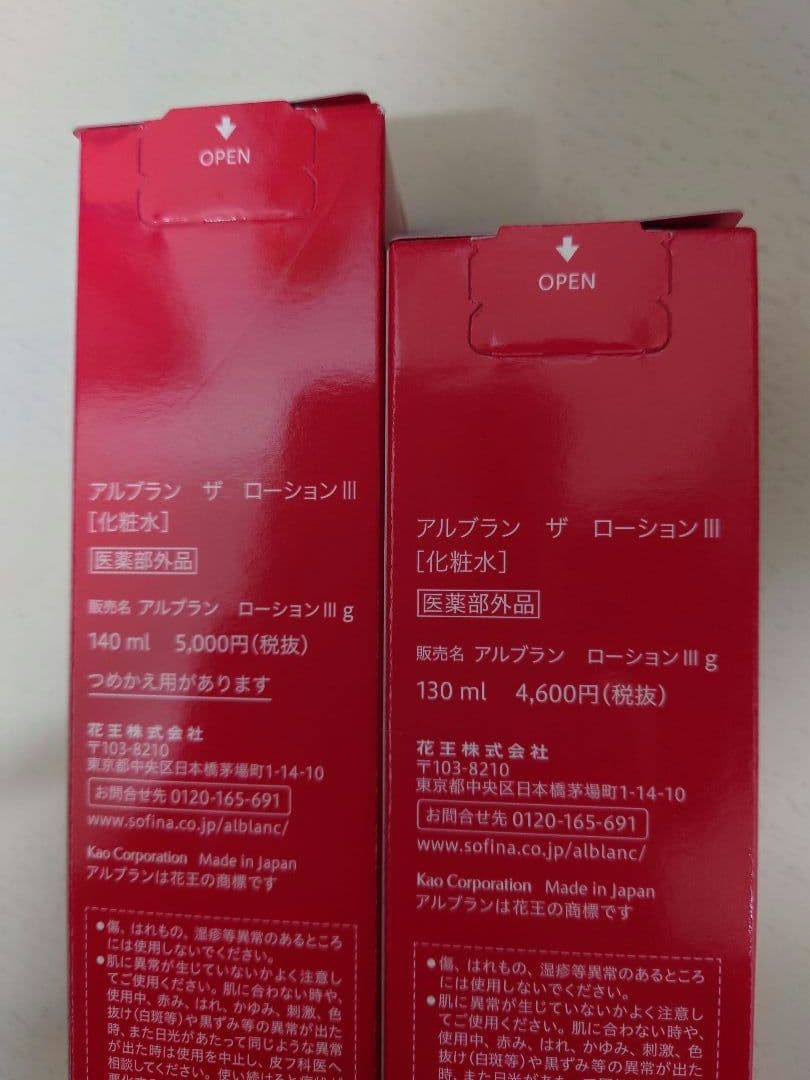 OPEN
アルブラン ザ ローションⅢ
[化粧水]
医薬部外品
販売名 アルブラン ローションⅢ g
140 ml 5,000円(税抜)
つめかえ用があります
花王株式会社
〒103-8210
東京都中央区日本橋茅場町1-14-10
お問合せ先 0120-165-691
www.sofina.co.jp/alblanc/
Kao Corporation Made in Japan
アルブランは花王の商標です
●傷、はれもの、湿疹等異常のあるところ
には使用しないでください。
●肌に異常が生じていないかよく注意し
てご使用ください。肌に合わない時や、
使用中、赤み、はれ、かゆみ、刺激、色
抜け(白斑等)や黒ずみ等の異常が出た
時、また日光があたって同じような異常
が出た時は使用を中止し、皮フ科医へ
相談してください。使い続けると症状が
OPEN
アルブラン ザ ローションⅢ
[化粧水]
医薬部外品
販売名 アルブラン ローションⅢ g
130 ml 4,600円(税抜)
花王株式会社
〒103-8210
東京都中央区日本橋茅場町1-14-10
お問合せ先 0120-165-691
www.sofina.co.jp/alblanc/
Kao Corporation Made in Japan
アルブランは花王の商標です
●傷、はれもの、湿疹等異常のあるところ
には使用しないでください。
●肌に異常が生じていないかよく注意し
てご使用ください。肌に合わない時や、
使用中、赤み、はれ、かゆみ、刺激、色
抜け(白斑等)や黒ずみ等の異常が出た
時、また日光があたって同じような異常